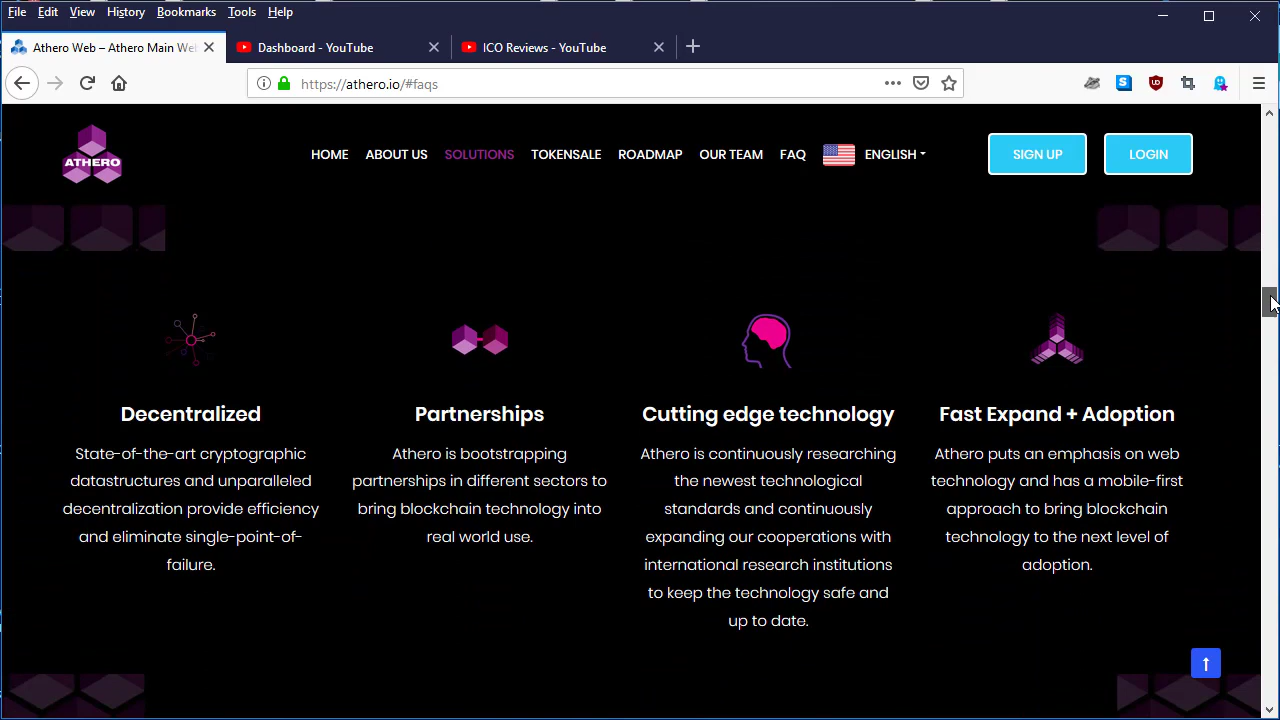 File Edit View History Bookmarks Tools Help
Athero Web – Athero Main We
Dashboard - YouTube
ICO Reviews - YouTube
https://athero.io/#faqs
ATHERO
HOME ABOUT US SOLUTIONS TOKENSALE ROADMAP OUR TEAM FAQ ENGLISH SIGN UP LOGIN
Decentralized
State-of-the-art cryptographic
datastructures and unparalleled
decentralization provide efficiency
and eliminate single-point-of-
failure.
Partnerships
Athero is bootstrapping
partnerships in different sectors to
bring blockchain technology into
real world use.
Cutting edge technology
Athero is continuously researching
the newest technological
standards and continuously
expanding our cooperations with
international research institutions
to keep the technology safe and
up to date.
Fast Expand + Adoption
Athero puts an emphasis on web
technology and has a mobile-first
approach to bring blockchain
technology to the next level of
adoption.